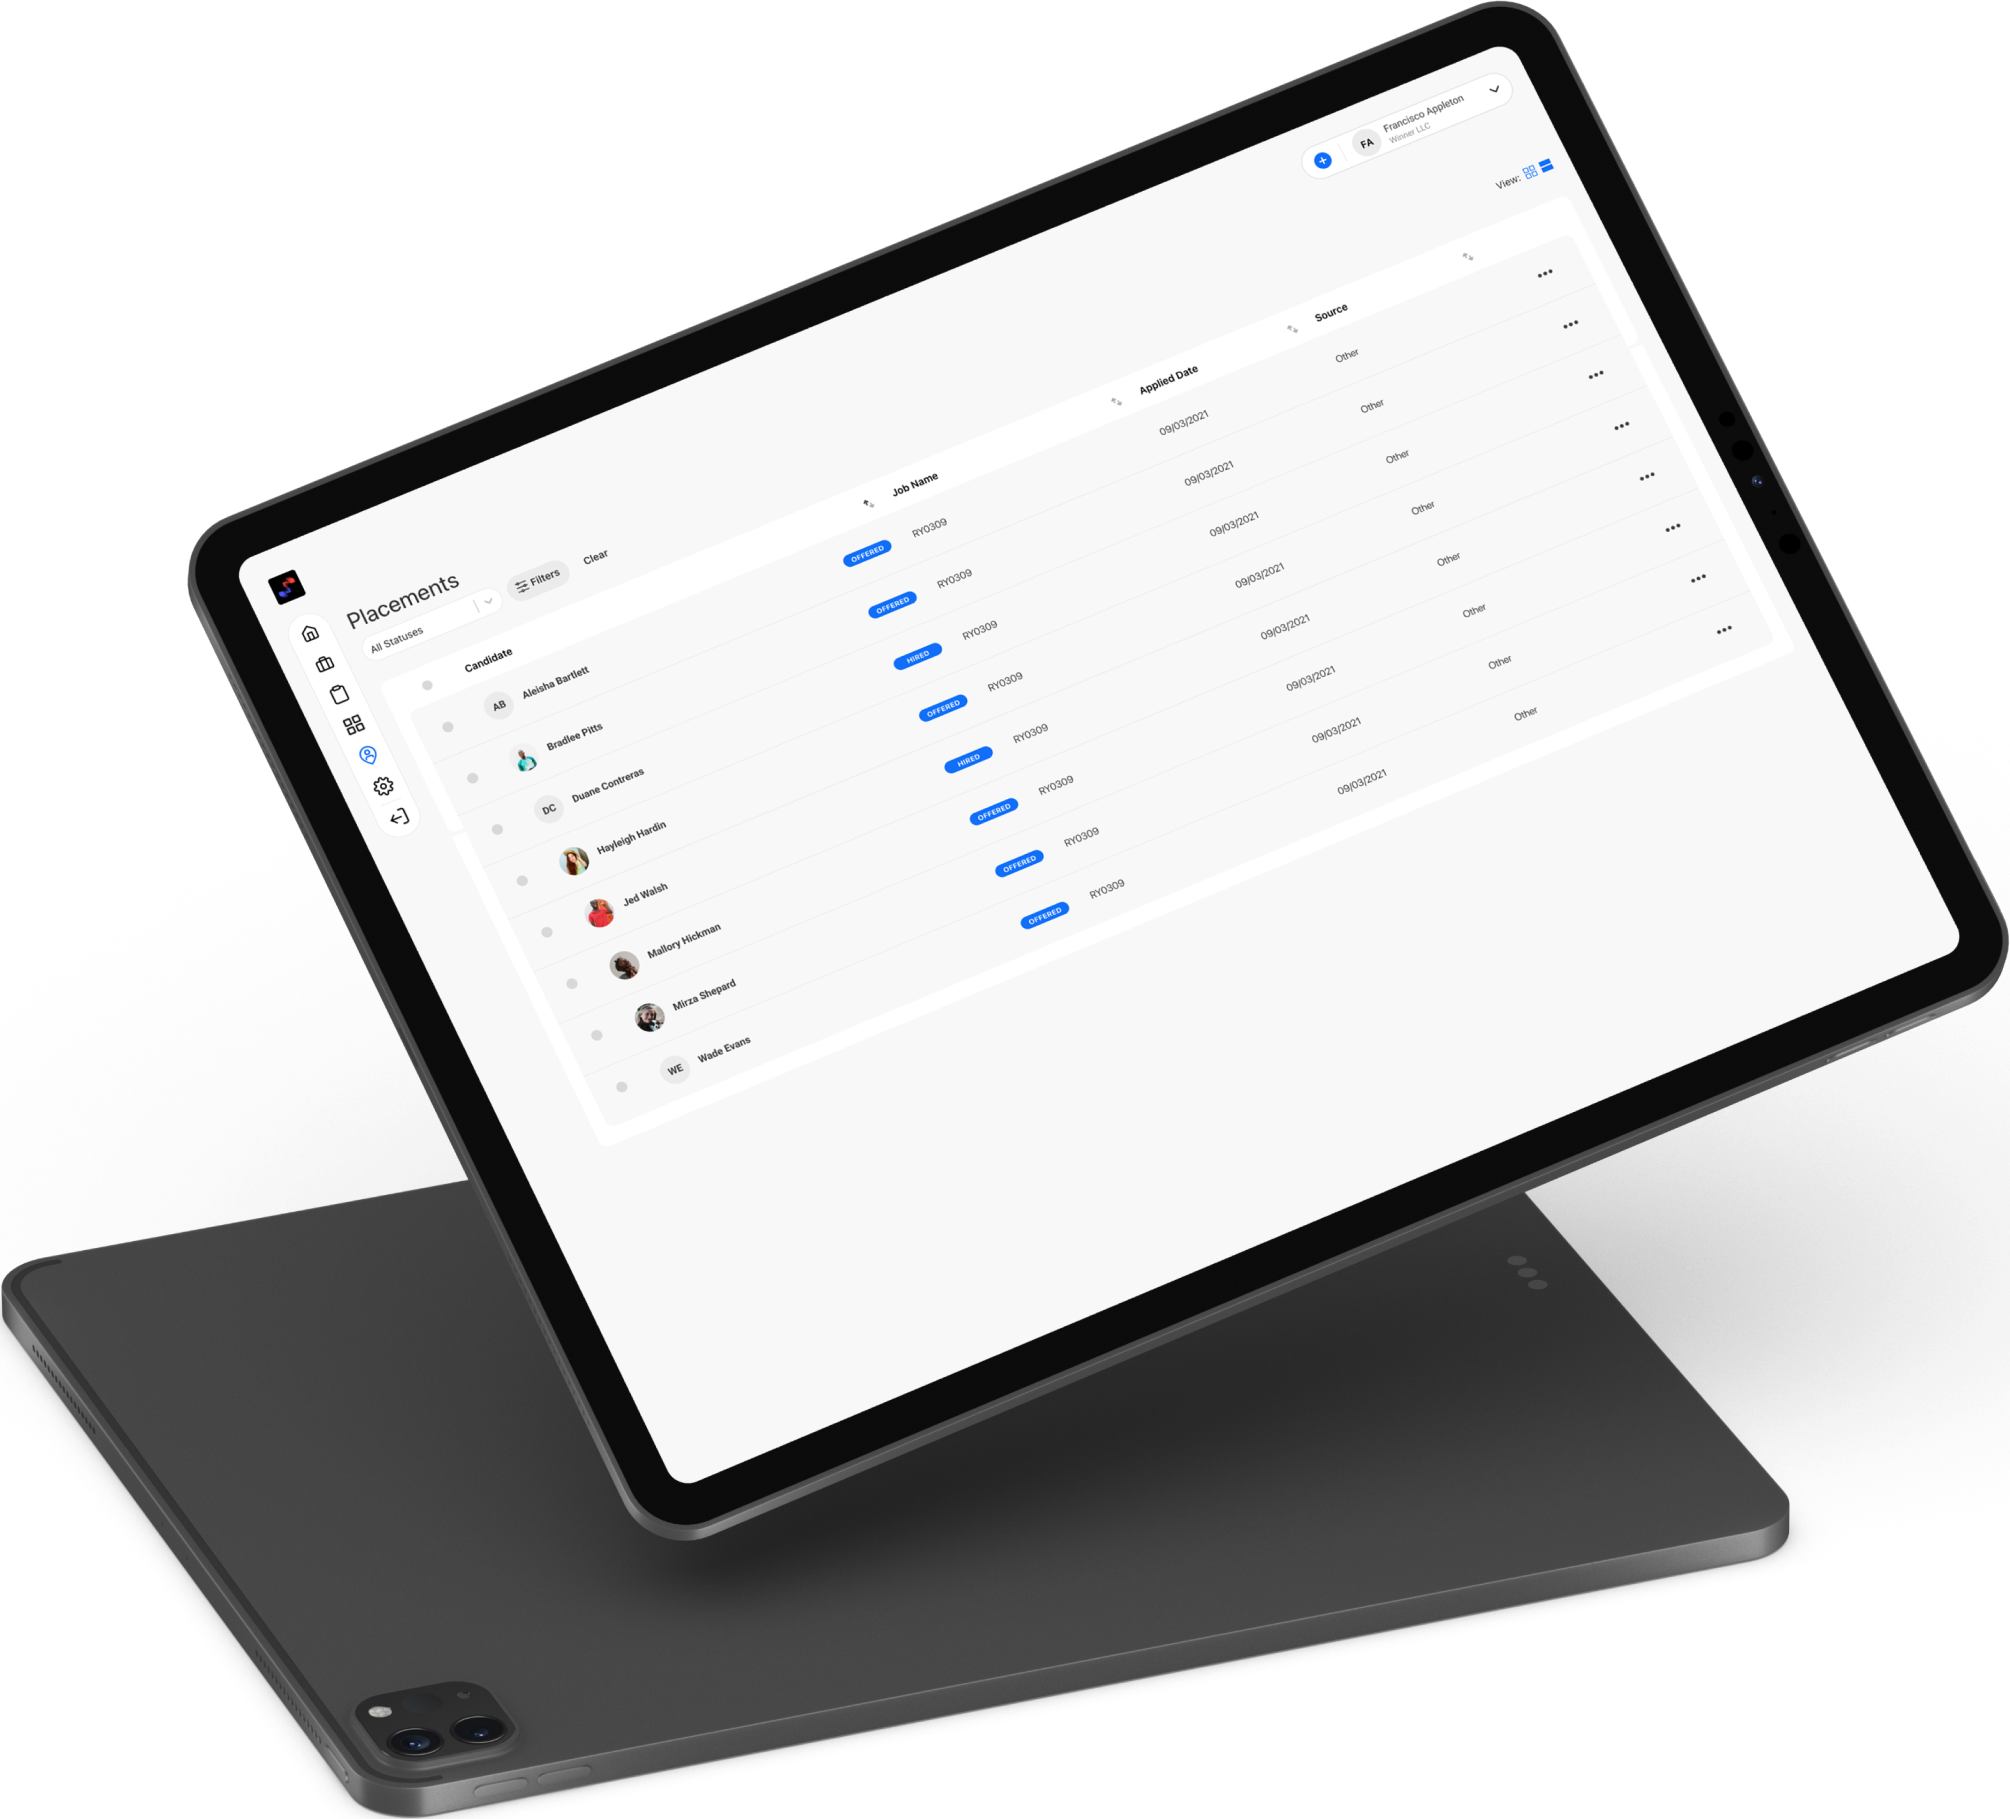 FA Francisco Appleton
Winner LLC
View:
Placements
All Statuses Filters Clear
Candidate Job Name Applied Date Source
AB Aleisha Bartlett OFFERED RY0309 09/03/2021 Other
Bradlee Pitts OFFERED RY0309 09/03/2021 Other
DC Duane Contreras HIRED RY0309 09/03/2021 Other
Hayleigh Hardin OFFERED RY0309 09/03/2021 Other
Jed Walsh HIRED RY0309 09/03/2021 Other
Mallory Hickman OFFERED RY0309 09/03/2021 Other
Mirza Shepard OFFERED RY0309 09/03/2021 Other
WE Wade Evans OFFERED RY0309 09/03/2021 Other